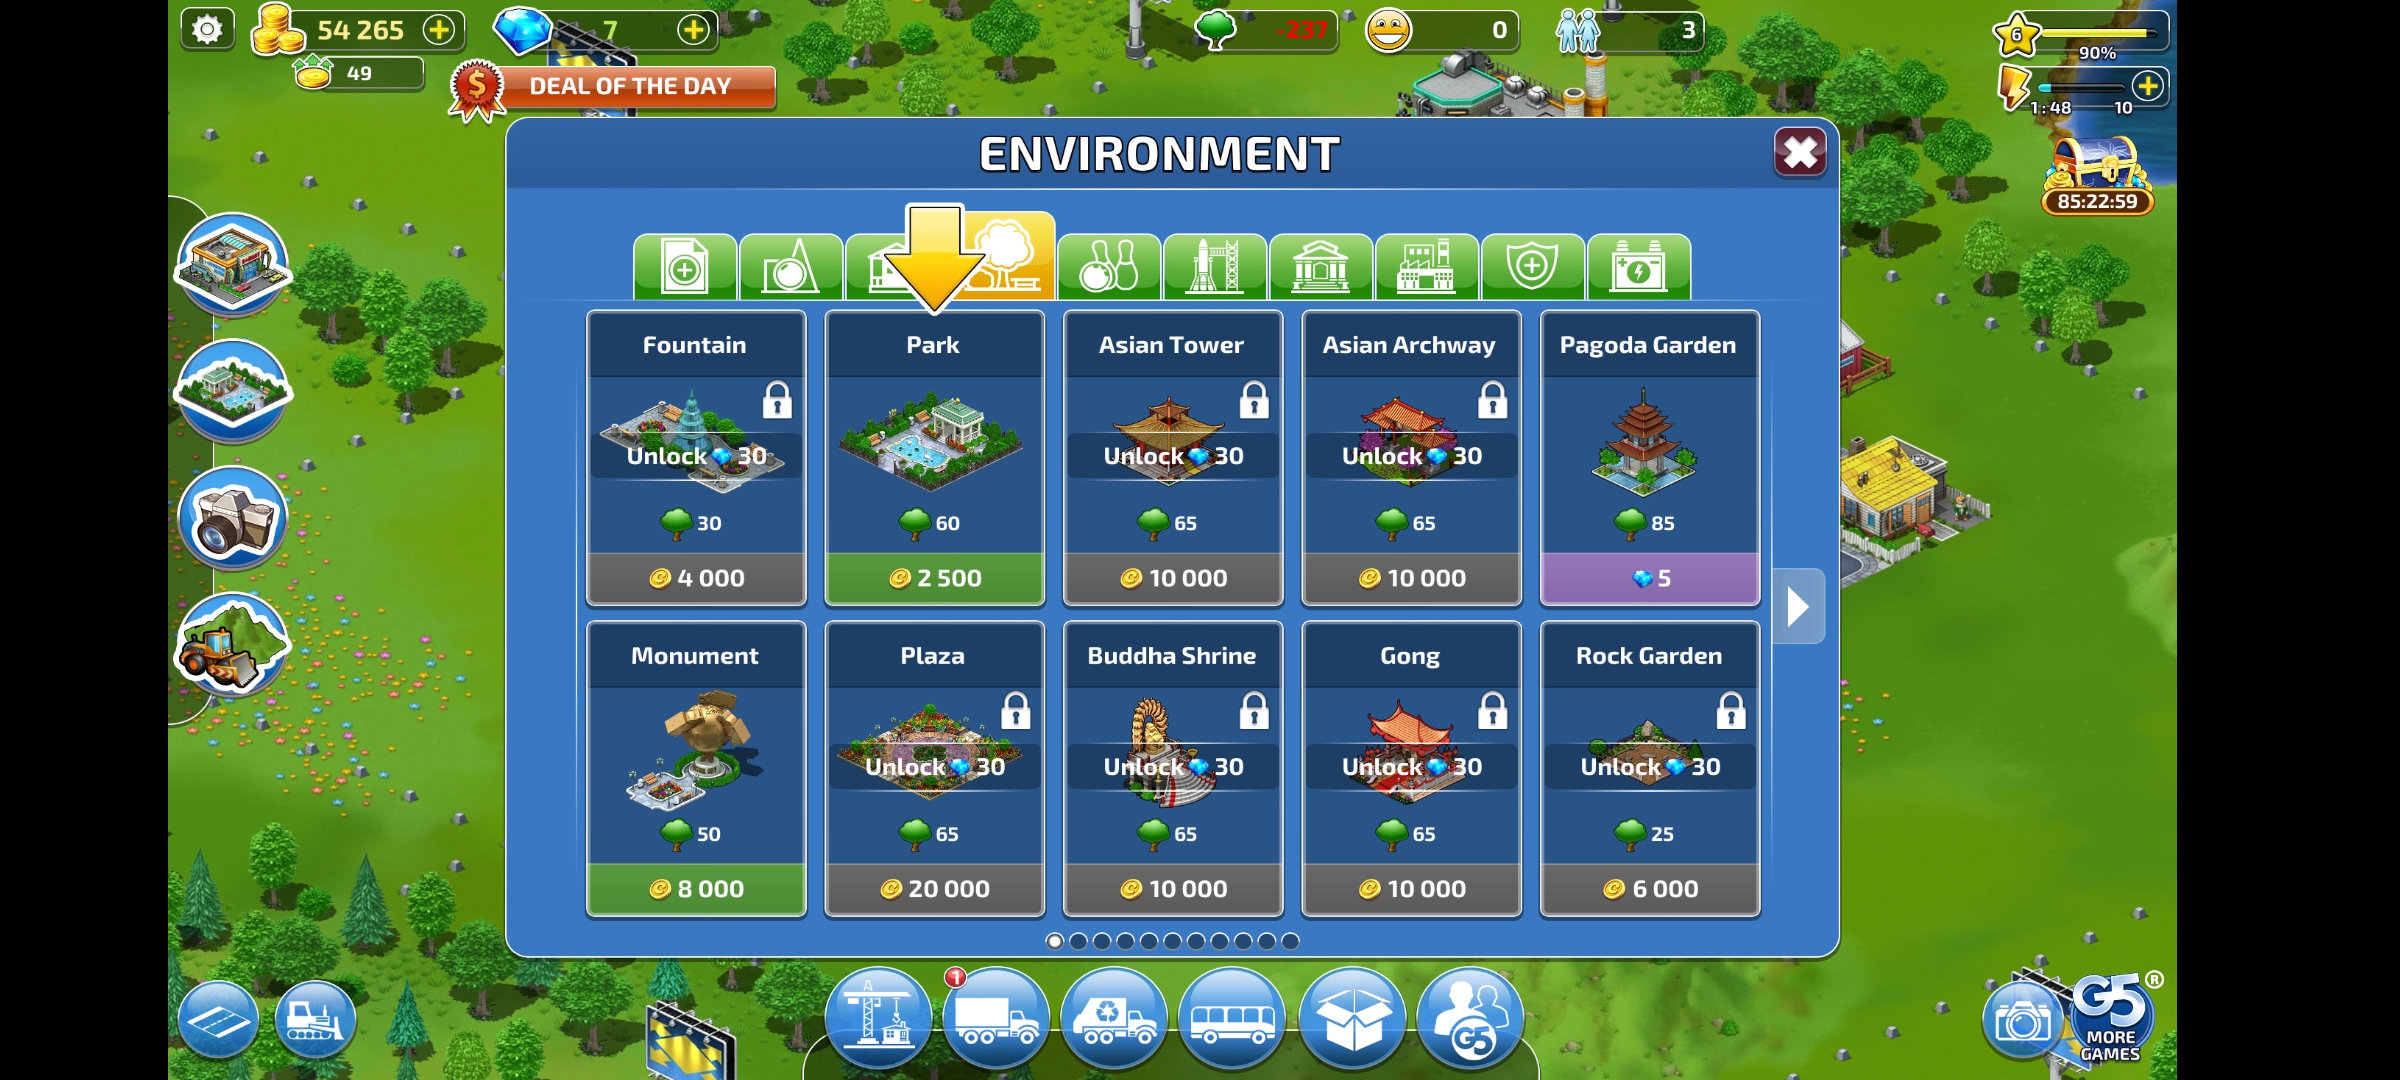 54 265
7
-237
0
3
6
90%
49
DEAL OF THE DAY
1:48
10
ENVIRONMENT
85:22:59
Fountain
Park
Asian Tower
Asian Archway
Pagoda Garden
Unlock 30
Unlock 30
Unlock 30
30
60
65
65
85
4 000
2 500
10 000
10 000
5
Monument
Plaza
Buddha Shrine
Gong
Rock Garden
Unlock 30
Unlock 30
Unlock 30
Unlock 30
50
65
65
65
25
8 000
20 000
10 000
10 000
6 000
1
G5
G5®
MORE
GAMES